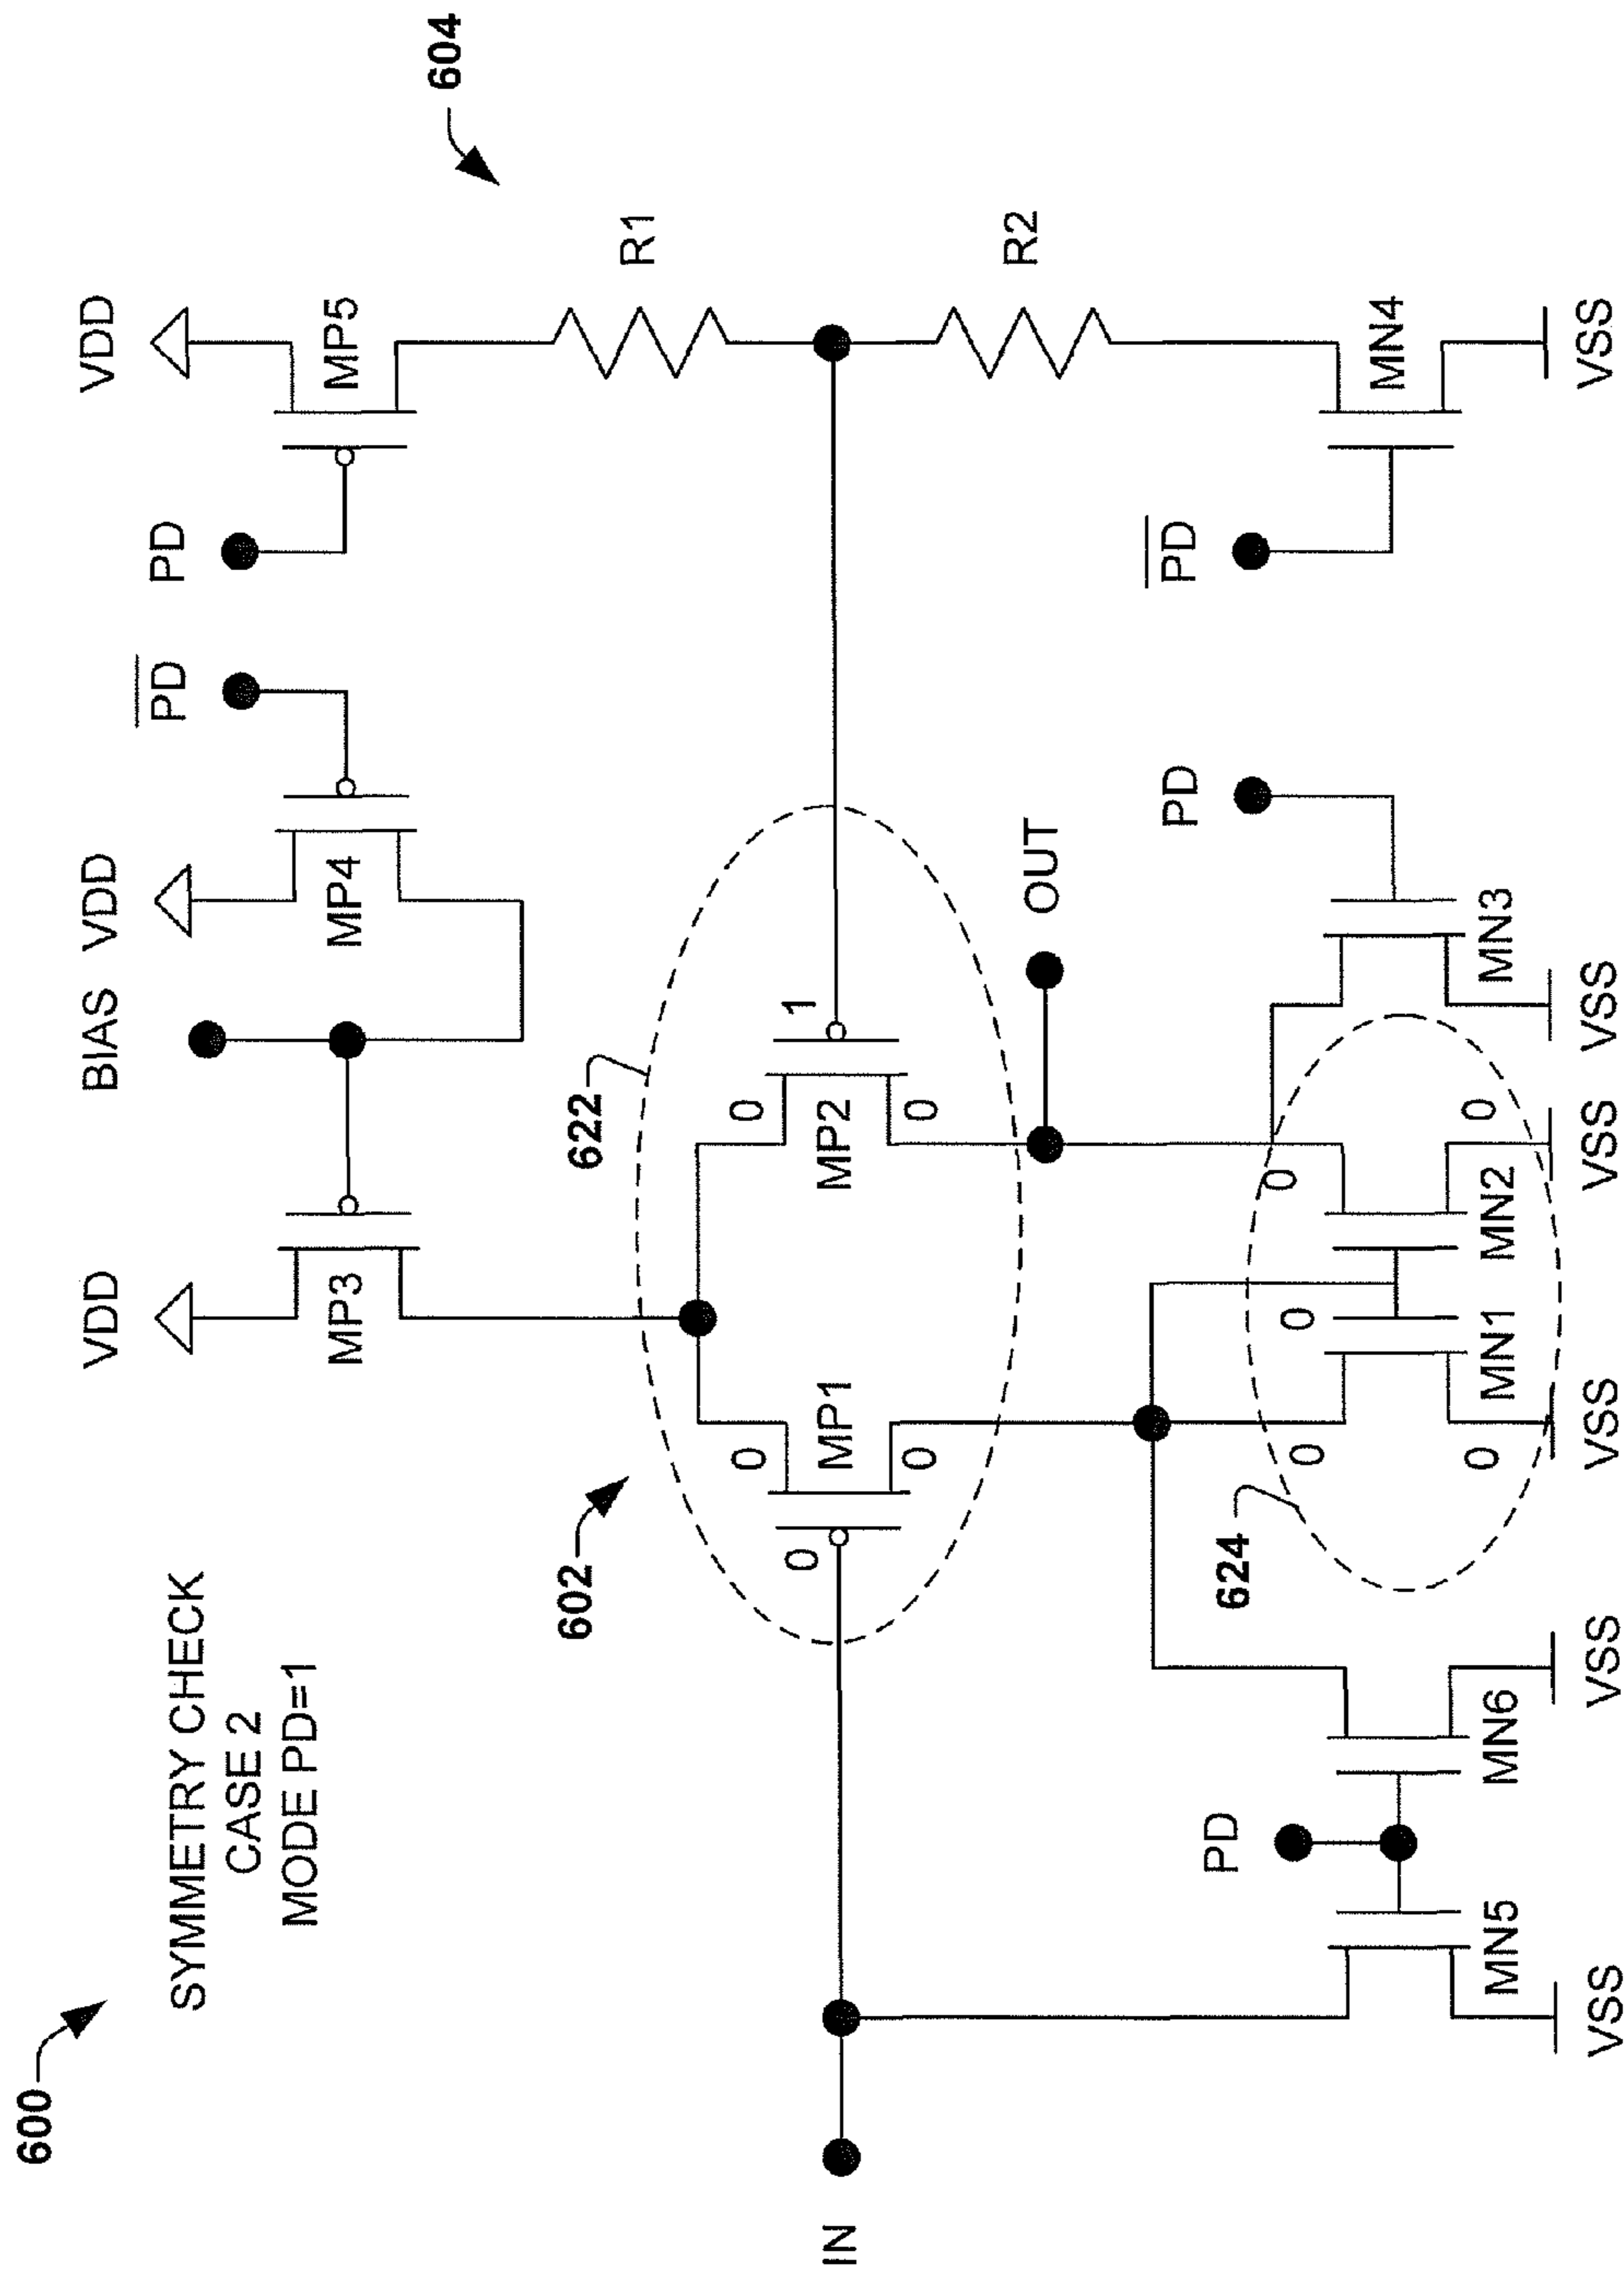 600
SYMMETRY CHECK
CASE 2
MODE PD=1
VDD
BIAS
VDD
PD
PD
VDD
604
MP3
MP4
MP5
602
622
R1
0
0
0
1
MP1
MP2
0
0
IN
OUT
R2
624
PD
PD
PD
0
0
0
MN5
MN6
MN1
MN2
MN3
MN4
0
0
VSS
VSS
VSS
VSS
VSS
VSS